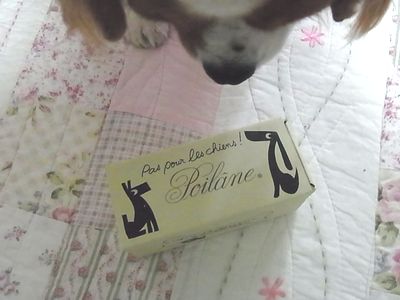 Pas pour les chiens!
Poilâne®